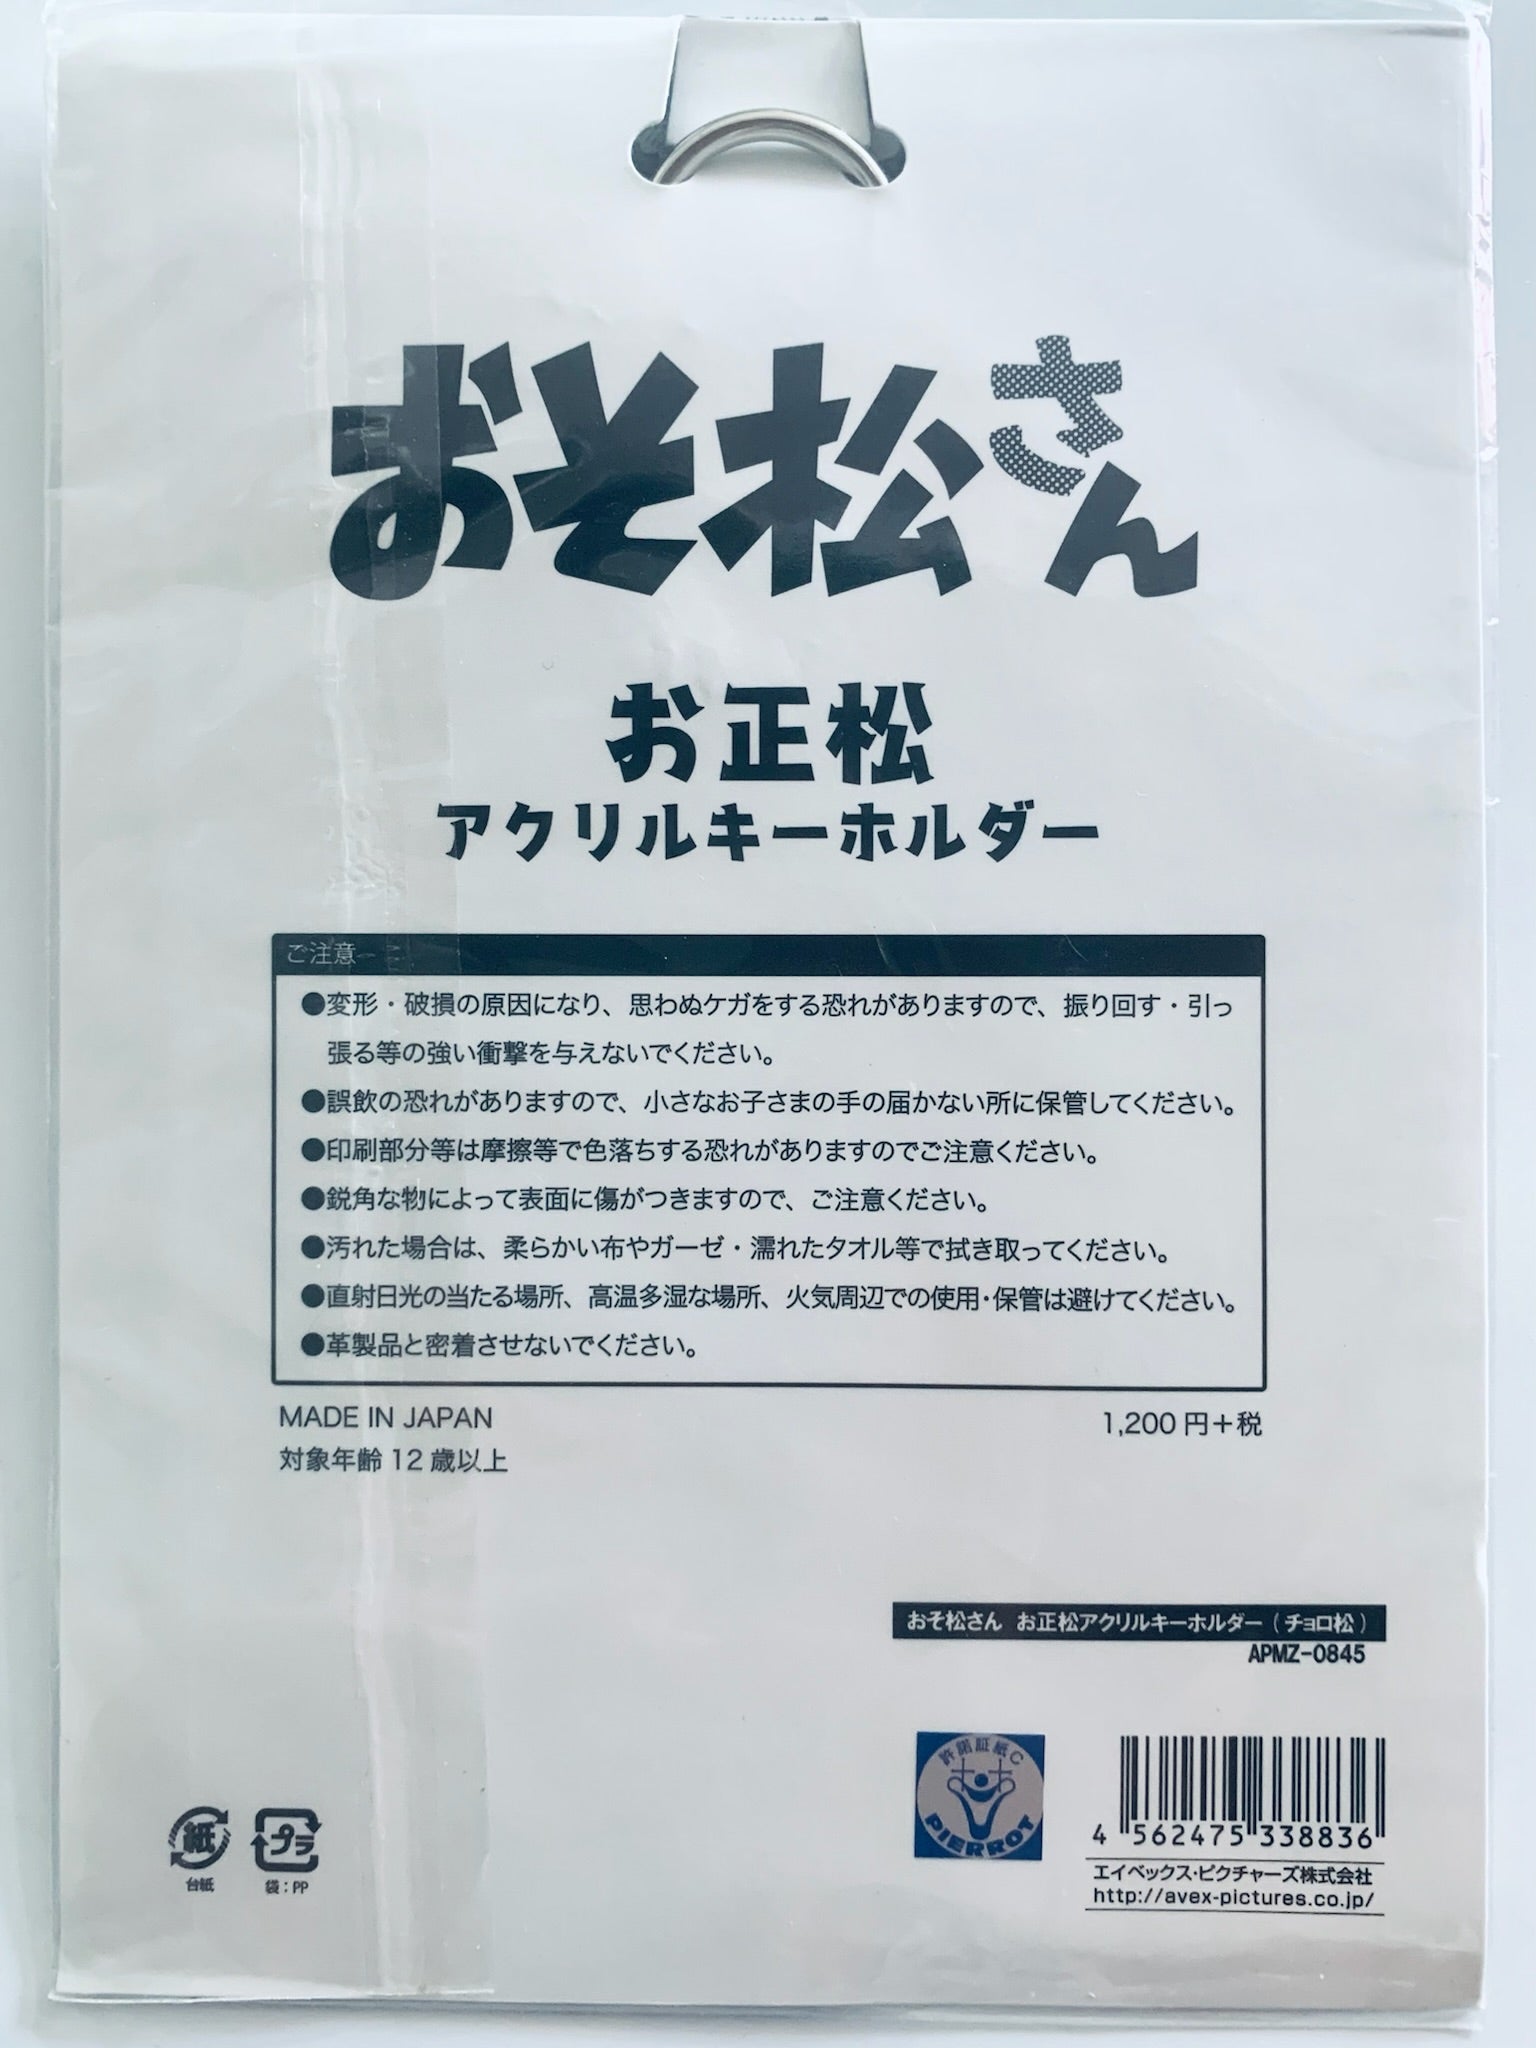 おそ松さん
お正松
アクリルキーホルダー
ご注意
●変形・破損の原因になり、思わぬケガをする恐れがありますので、振り回す・引っ
張る等の強い衝撃を与えないでください。
●誤飲の恐れがありますので、小さなお子さまの手の届かない所に保管してください。
●印刷部分等は摩擦等で色落ちする恐れがありますのでご注意ください。
●鋭角な物によって表面に傷がつきますので、ご注意ください。
●汚れた場合は、柔らかい布やガーゼ・濡れたタオル等で拭き取ってください。
●直射日光の当たる場所、高温多湿な場所、火気周辺での使用・保管は避けてください。
●革製品と密着させないでください。
MADE IN JAPAN
1,200円+税
対象年齢12歳以上
おそ松さん お正松アクリルキーホルダー(チョロ松)
APMZ-0845
許諾証紙C
PIERROT
4 562475 338836
エイベックス・ピクチャーズ株式会社
http://avex-pictures.co.jp/
紙
台紙
プラ
袋:PP